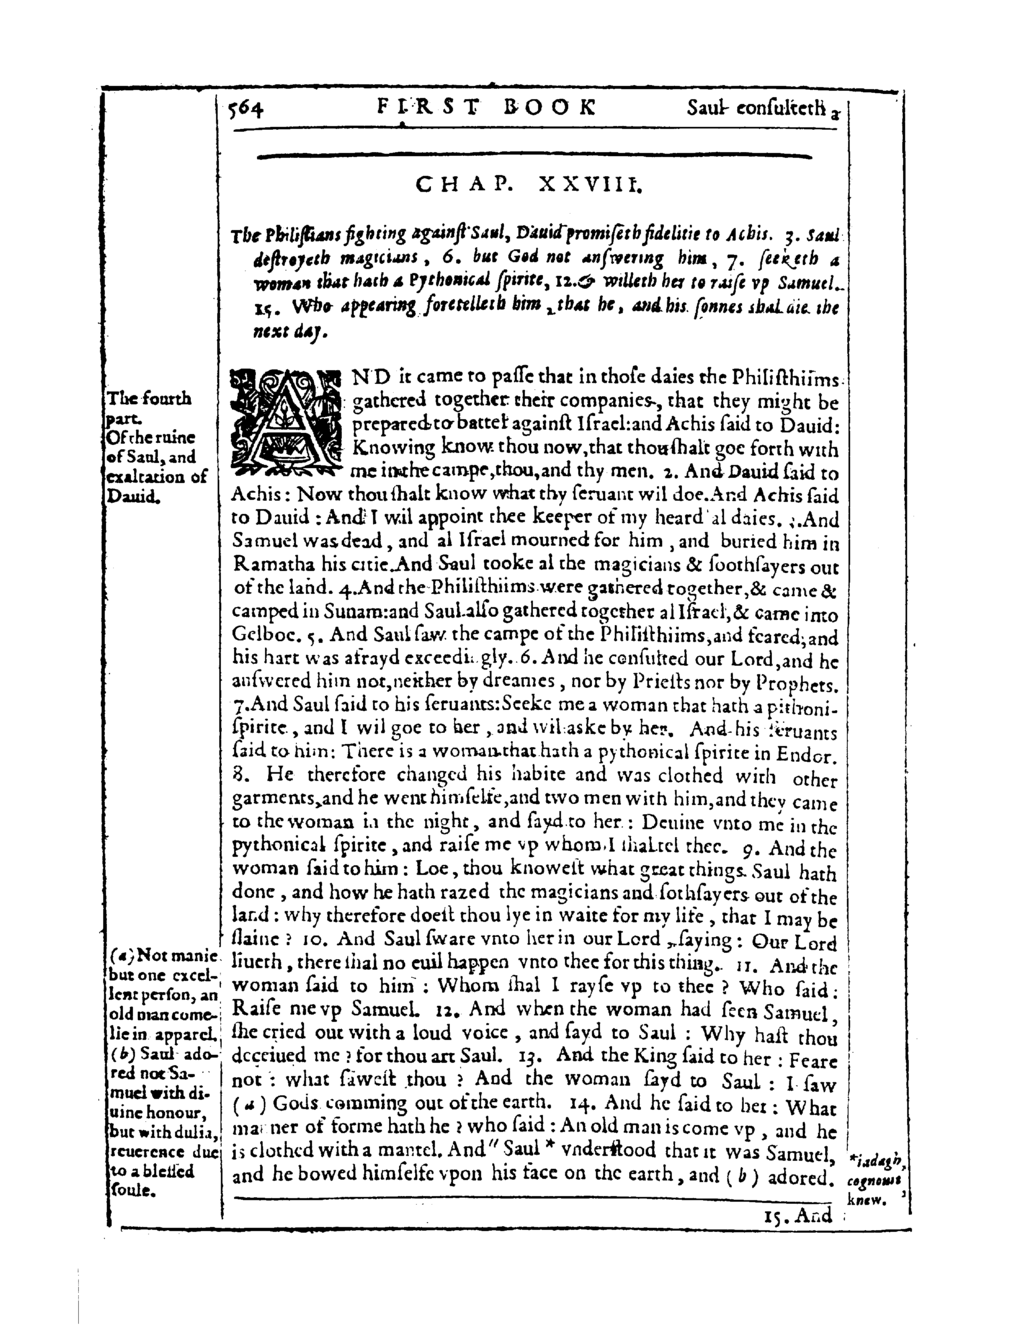 564 FIRST BOOK Saul conſulteth a
CHAP. XXVIII.
The Philiſtians fighting againſt Saul, Dauid promiſeth fidelitie to Achis. 3. Saul
deſtroyeth magicians, 6. but God not anſwering him, 7. ſeeketh a
woman that hath a Pythonical ſpirite, 12. & willeth her to raiſe vp Samuel.
15. Who appearing foretelleth him, that he, and his ſonnes shal die the
next day.
AND it came to paſſe that in thoſe daies the Philiſthiims
gathered together their companies, that they might be
prepared to battel againſt Iſrael: and Achis ſaid to Dauid:
Knowing know thou now, that thou ſhalt goe forth with
me in the campe, thou, and thy men. 2. And Dauid ſaid to
Achis: Now thou ſhalt know what thy ſeruant wil doe. And Achis ſaid
to Dauid: And I wil appoint thee keeper of my head al daies. 3. And
Samuel was dead, and al Iſrael mourned for him, and buried him in
Ramatha his citie. And Saul tooke al the magicians & ſoothſayers out
of the land. 4. And the Philiſthiims were gathered together, & came &
camped in Sunam: and Saul alſo gathered together al Iſrael, & came into
Gelboe. 5. And Saul ſaw the campe of the Philiſthiims, and feared, and
his hart was afrayd exceedingly. 6. And he conſulted our Lord, and he
anſwered him not, neither by dreames, nor by Prieſts nor by Prophets.
7. And Saul ſaid to his ſeruants: Seeke me a woman that hath a pithoni-
ſpirite, and I wil goe to her, and wil aske by her. And his ſeruants
ſaid to him: There is a woman that hath a pythonical ſpirite in Endor.
8. He therefore changed his habite and was clothed with other
garments, and he went himſelfe, and two men with him, and they came
to the woman in the night, and ſayd to her: Deuine vnto me in the
pythonical ſpirite, and raiſe me vp whom I ſhal tel thee. 9. And the
woman ſaid to him: Loe, thou knoweſt what great things Saul hath
done, and how he hath razed the magicians and ſothſayers out of the
land: why therefore doeſt thou lye in waite for my life, that I may be
ſlaine? 10. And Saul ſware vnto her in our Lord, ſaying: Our Lord
liueth, there ſhal no euil happen vnto thee for this thing. 11. And the
woman ſaid to him: Whom ſhal I rayſe vp to thee? Who ſaid:
Raiſe me vp Samuel. 12. And when the woman had ſeen Samuel,
ſhe cried out with a loud voice, and ſayd to Saul: Why haſt thou
deceiued me? for thou art Saul. 13. And the King ſaid to her: Feare
not: what ſaweſt thou? And the woman ſayd to Saul: I ſaw
(a) Gods comming out of the earth. 14. And he ſaid to her: What
maner of forme hath he? who ſaid: An old man is come vp, and he
is clothed with a mantel. And " Saul * vnderſtood that it was Samuel,
and he bowed himſelfe vpon his face on the earth, and (b) adored.
15. And
The fourth
part.
Of the ruine
of Saul, and
exaltation of
Dauid.
(a) Not manie
but one excel-
lent perſon, an
old man come-
lie in apparel.
(b) Saul ado-
red not Sa-
muel with di-
uine honour,
but with dulia,
reuerence due
to a bleſſed
ſoule.
*iadagh,
cognouit
knew.